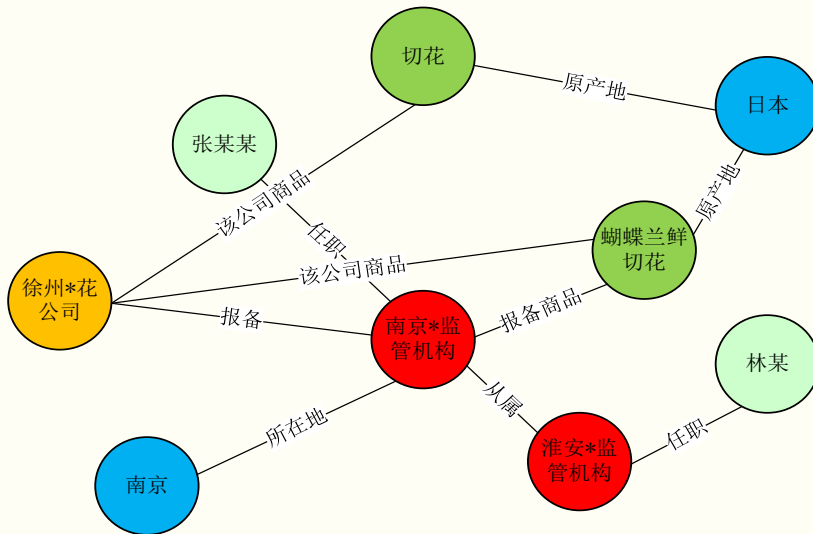 切花
原产地
日本
张某某
该公司商品
原产地
任职
蝴蝶兰鲜
切花
该公司商品
徐州*花
公司
报备
南京*监
管机构
报备商品
林某
从属
所在地
任职
淮安*监
管机构
南京